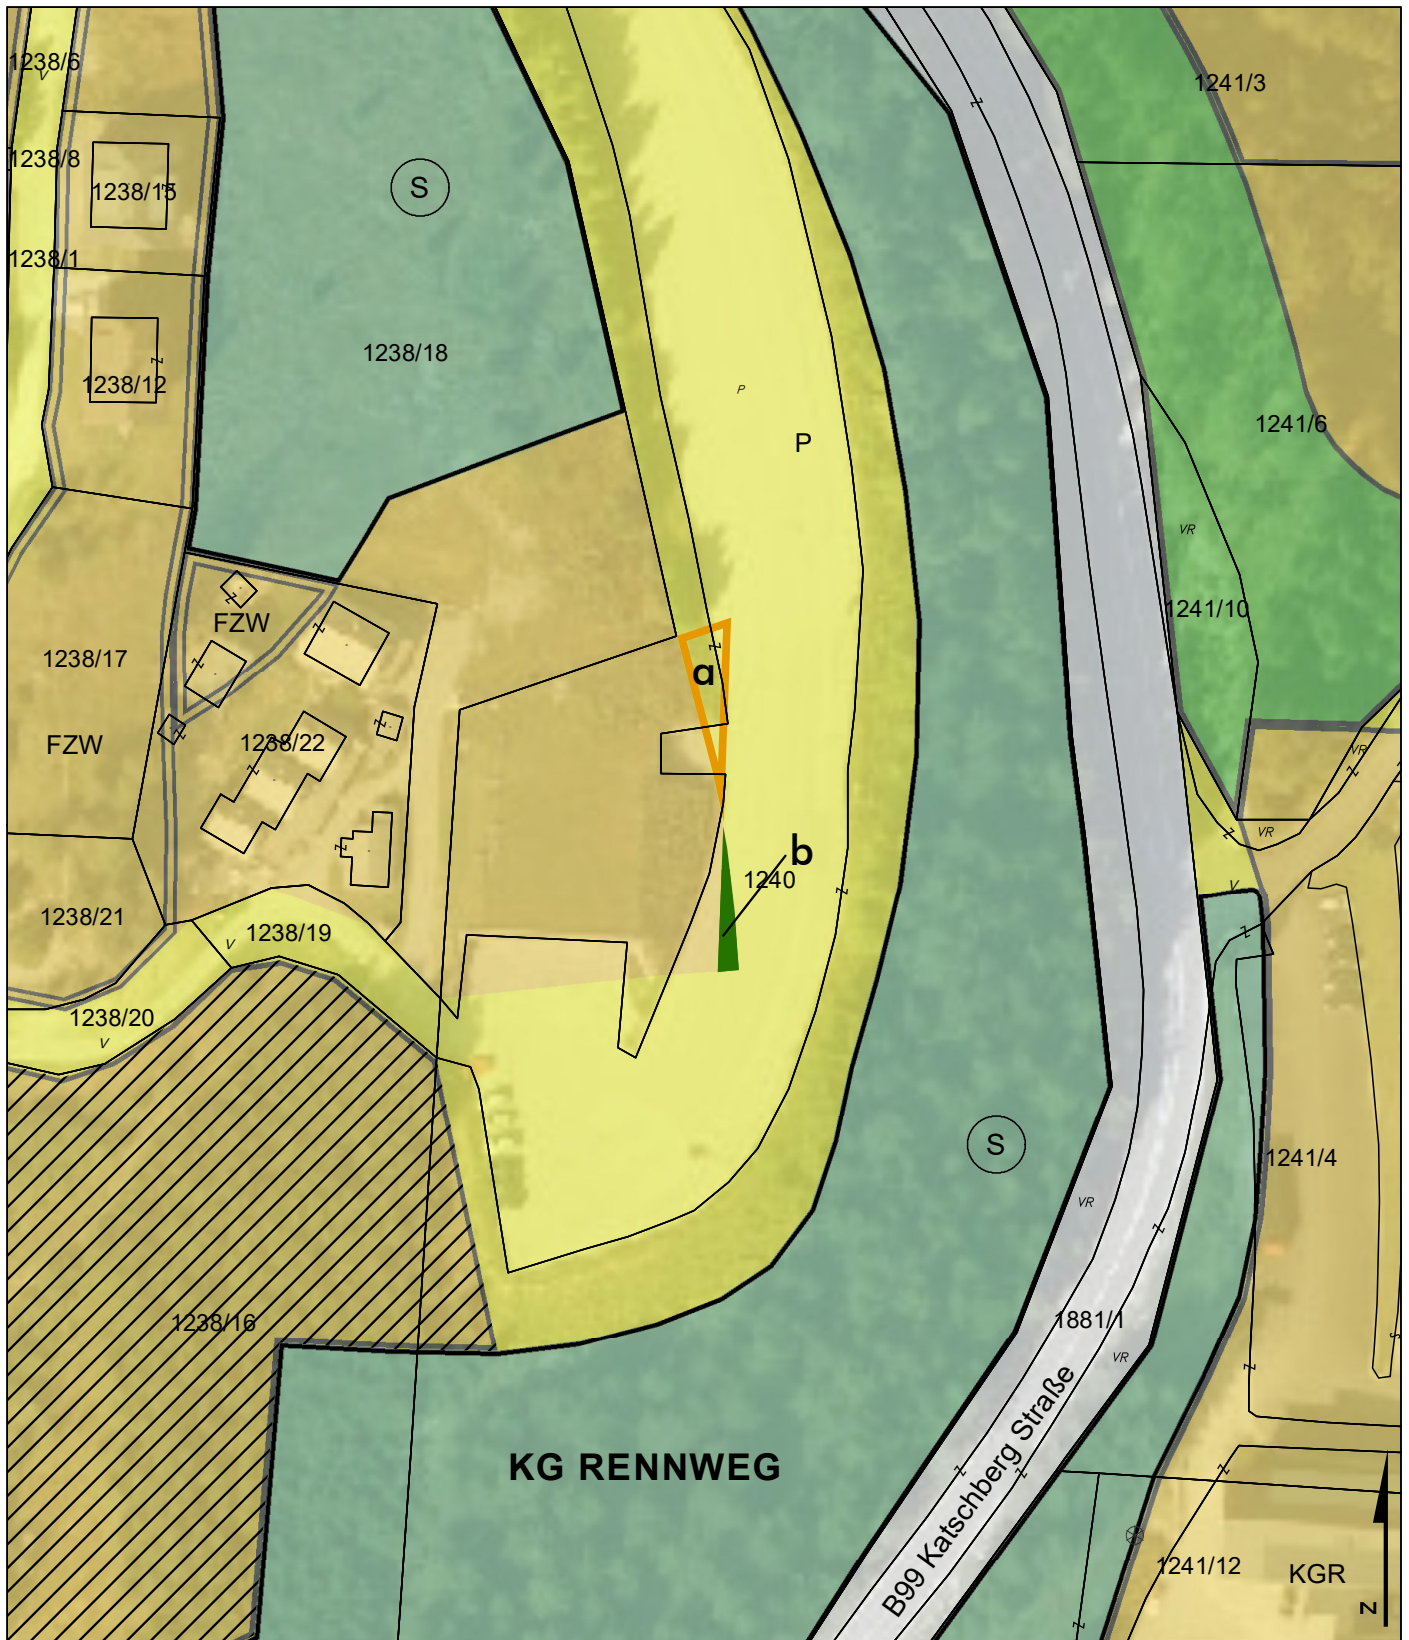 1238/6
V
1241/3
1238/8
1238/15
z
S
z
1238/1
1238/18
z
1238/12
P
P
1241/6
VR
z
FZW
z
1241/10
1238/17
z
a
z
z
z
FZW
1238/22
z
VR
z
z
VR
z
b
1240
z
V
1238/21
1238/19
V
z
1238/20
V
S
1241/4
VR
z
1238/16
1881/1
VR
s
z
B99 Katschberg Straße
KG RENNWEG
z
z
z
1241/12
KGR
N
z